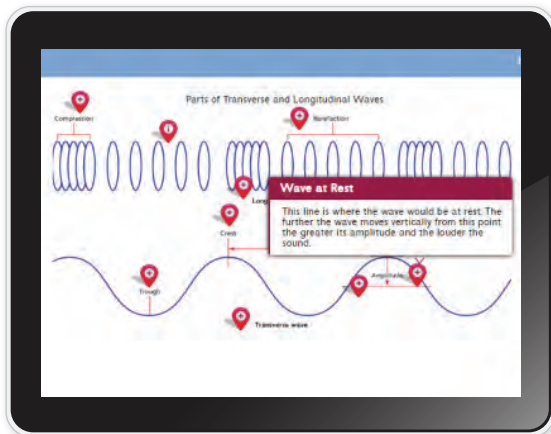 Parts of Transverse and Longitudinal Waves
Compression
Rarefaction
Wave at Rest
This line is where the wave would be at rest. The
further the wave moves vertically from this point
the greater its amplitude and the louder the
sound.
Long
Crest
Amplitude
Trough
Transverse wave